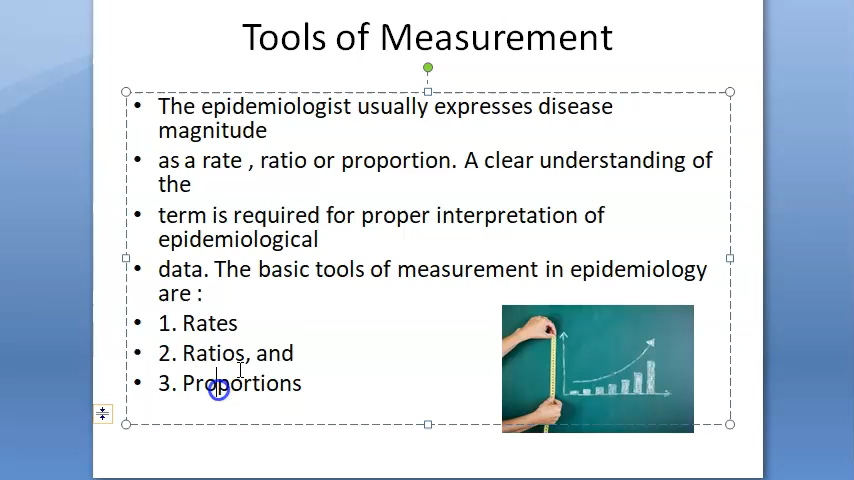 Tools of Measurement
• The epidemiologist usually expresses disease
magnitude
• as a rate , ratio or proportion. A clear understanding of
the
• term is required for proper interpretation of
epidemiological
• data. The basic tools of measurement in epidemiology
are :
• 1. Rates
• 2. Ratios, and
• 3. Proportions